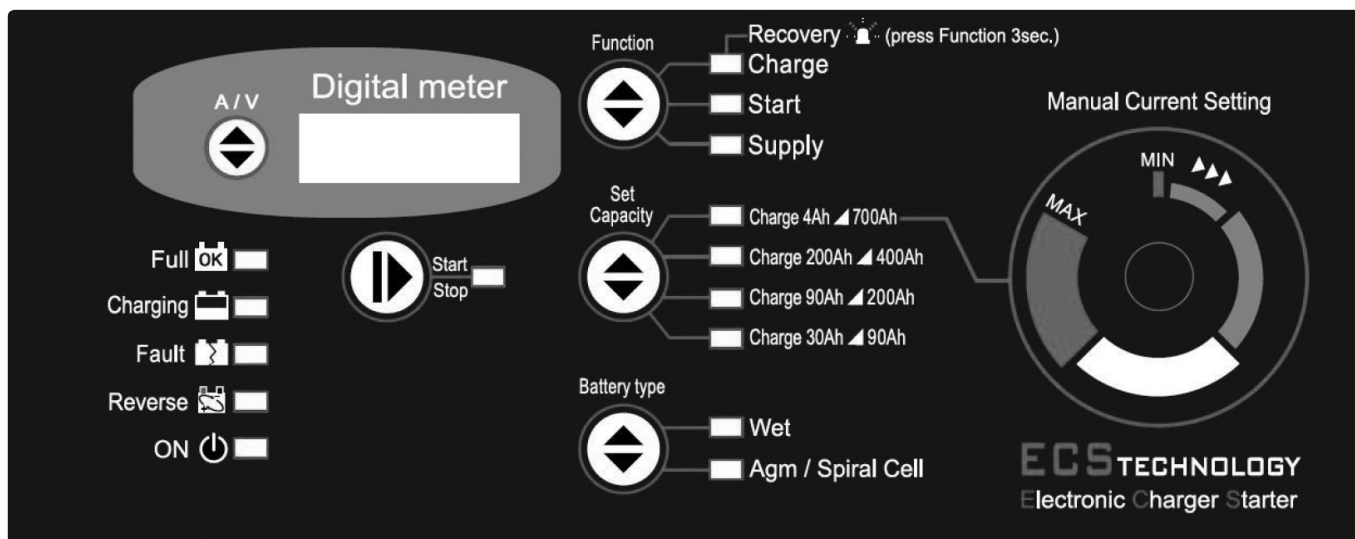 A / V
Digital meter
Full OK
Charging
Fault
Reverse
ON
Start
Stop
Function
Recovery (press Function 3sec.)
Charge
Start
Supply
Set
Capacity
Charge 4Ah 700Ah
Charge 200Ah 400Ah
Charge 90Ah 200Ah
Charge 30Ah 90Ah
Battery type
Wet
Agm / Spiral Cell
Manual Current Setting
MIN
MAX
ECS TECHNOLOGY
Electronic Charger Starter